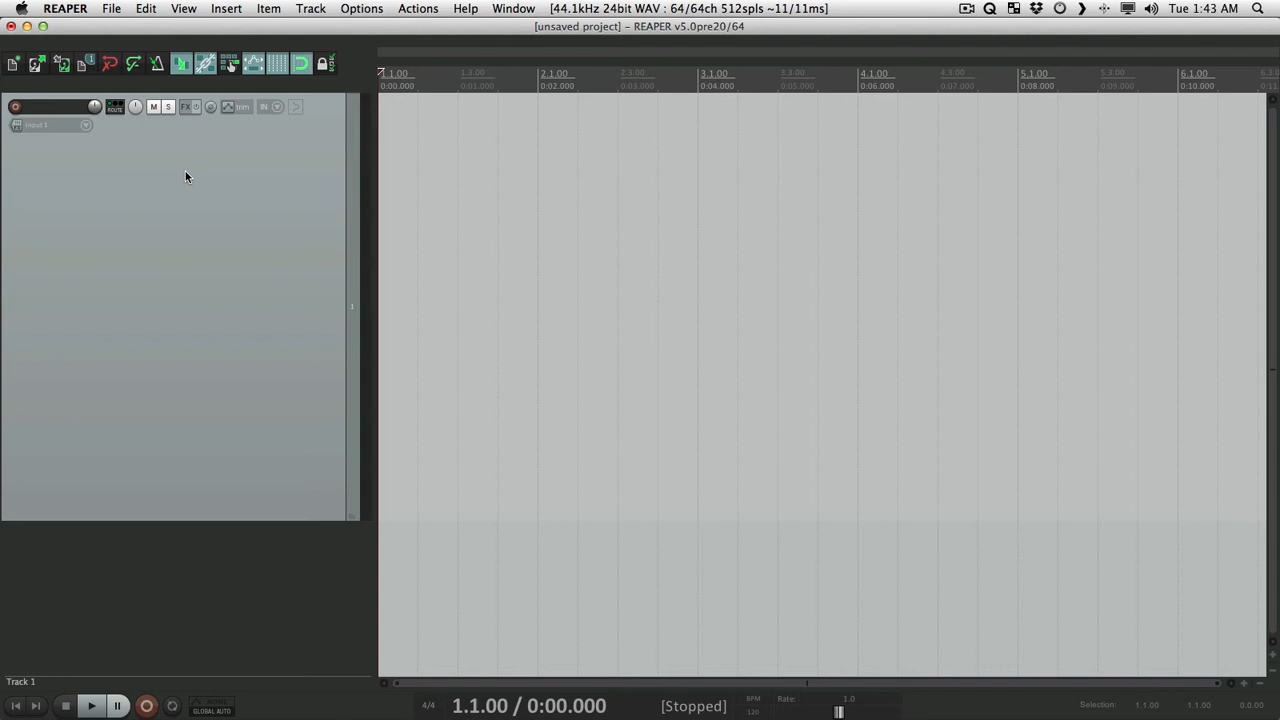 REAPER File Edit View Insert Item Track Options Actions Help Window [44.1kHz 24bit WAV : 64/64ch 512spls ~11/11ms] Tue 1:43 AM
[unsaved project] – REAPER v5.0pre20/64
1.1.00 1.3.00 2.1.00 2.3.00 3.1.00 3.3.00 4.1.00 4.3.00 5.1.00 5.3.00 6.1.00
0:00.000 0:01.000 0:02.000 0:03.000 0:04.000 0:05.000 0:06.000 0:07.000 0:08.000 0:09.000 0:10.000
ROUTE M S FX trim IN
Input 1
1
Track 1
4/4 1.1.00 / 0:00.000 [Stopped] BPM 120 Rate: 1.0 Selection: 1.1.00 1.1.00 0.0.00
GLOBAL AUTO